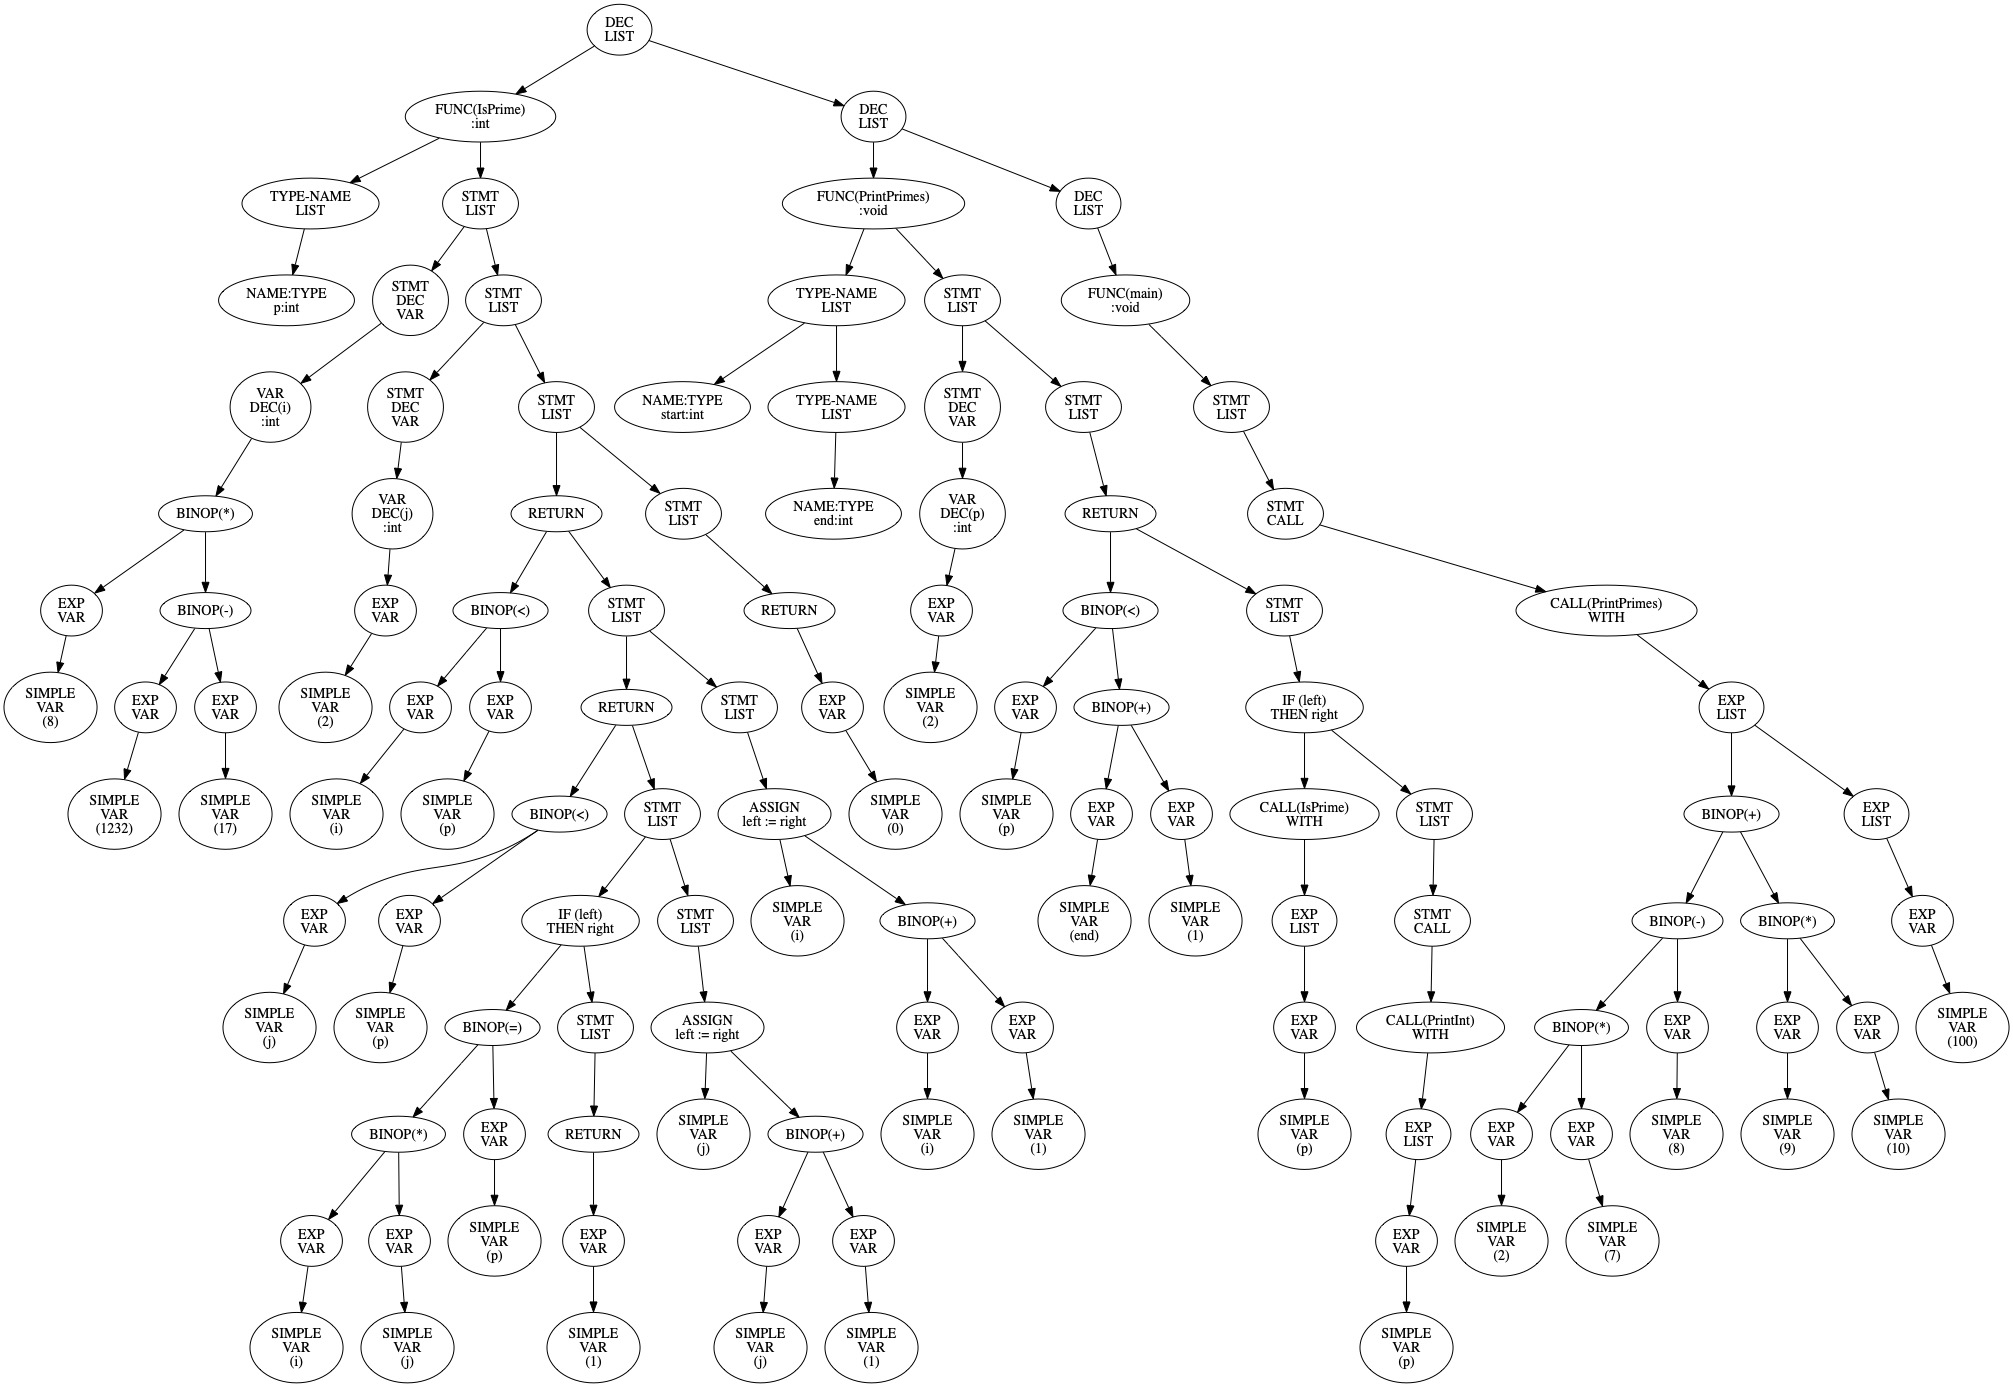 DEC
LIST
FUNC(IsPrime)
:int
DEC
LIST
TYPE-NAME
LIST
STMT
LIST
FUNC(PrintPrimes)
:void
DEC
LIST
NAME:TYPE
p:int
STMT
DEC
VAR
STMT
LIST
TYPE-NAME
LIST
STMT
LIST
FUNC(main)
:void
VAR
DEC(i)
:int
STMT
DEC
VAR
STMT
LIST
NAME:TYPE
start:int
TYPE-NAME
LIST
STMT
DEC
VAR
STMT
LIST
STMT
LIST
BINOP(*)
VAR
DEC(j)
:int
RETURN
STMT
LIST
NAME:TYPE
end:int
VAR
DEC(p)
:int
RETURN
STMT
CALL
EXP
VAR
BINOP(-)
EXP
VAR
BINOP(<)
STMT
LIST
RETURN
EXP
VAR
BINOP(<)
STMT
LIST
CALL(PrintPrimes)
WITH
SIMPLE
VAR
(8)
EXP
VAR
EXP
VAR
SIMPLE
VAR
(2)
EXP
VAR
EXP
VAR
RETURN
STMT
LIST
EXP
VAR
SIMPLE
VAR
(2)
EXP
VAR
BINOP(+)
IF (left)
THEN right
EXP
LIST
SIMPLE
VAR
(1232)
SIMPLE
VAR
(17)
SIMPLE
VAR
(i)
SIMPLE
VAR
(p)
BINOP(<)
STMT
LIST
ASSIGN
left := right
SIMPLE
VAR
(0)
SIMPLE
VAR
(p)
EXP
VAR
EXP
VAR
CALL(IsPrime)
WITH
STMT
LIST
BINOP(+)
EXP
LIST
EXP
VAR
EXP
VAR
IF (left)
THEN right
STMT
LIST
SIMPLE
VAR
(i)
BINOP(+)
SIMPLE
VAR
(end)
SIMPLE
VAR
(1)
EXP
LIST
STMT
CALL
BINOP(-)
BINOP(*)
EXP
VAR
SIMPLE
VAR
(j)
SIMPLE
VAR
(p)
BINOP(=)
STMT
LIST
ASSIGN
left := right
EXP
VAR
EXP
VAR
EXP
VAR
CALL(PrintInt)
WITH
BINOP(*)
EXP
VAR
EXP
VAR
EXP
VAR
SIMPLE
VAR
(100)
BINOP(*)
EXP
VAR
RETURN
SIMPLE
VAR
(j)
BINOP(+)
SIMPLE
VAR
(i)
SIMPLE
VAR
(1)
SIMPLE
VAR
(p)
EXP
LIST
EXP
VAR
EXP
VAR
SIMPLE
VAR
(8)
SIMPLE
VAR
(9)
SIMPLE
VAR
(10)
EXP
VAR
EXP
VAR
SIMPLE
VAR
(p)
EXP
VAR
EXP
VAR
EXP
VAR
EXP
VAR
SIMPLE
VAR
(2)
SIMPLE
VAR
(7)
SIMPLE
VAR
(i)
SIMPLE
VAR
(j)
SIMPLE
VAR
(1)
SIMPLE
VAR
(j)
SIMPLE
VAR
(1)
SIMPLE
VAR
(p)